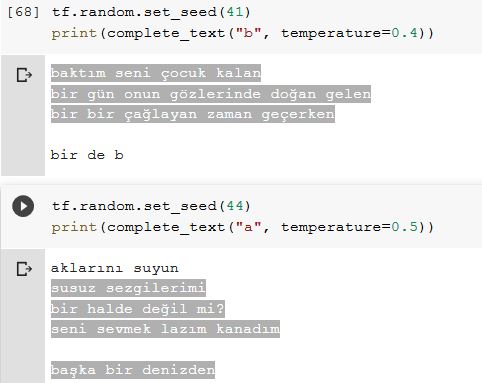 [68] tf.random.set_seed(41)
print(complete_text("b", temperature=0.4))
baktım seni çocuk kalan
bir gün onun gözlerinde doğan gelen
bir bir çağlayan zaman geçerken
bir de b
tf.random.set_seed(44)
print(complete_text("a", temperature=0.5))
aklarını suyun
susuz sezgilerimi
bir halde değil mi?
seni sevmek lazım kanadım
başka bir denizden